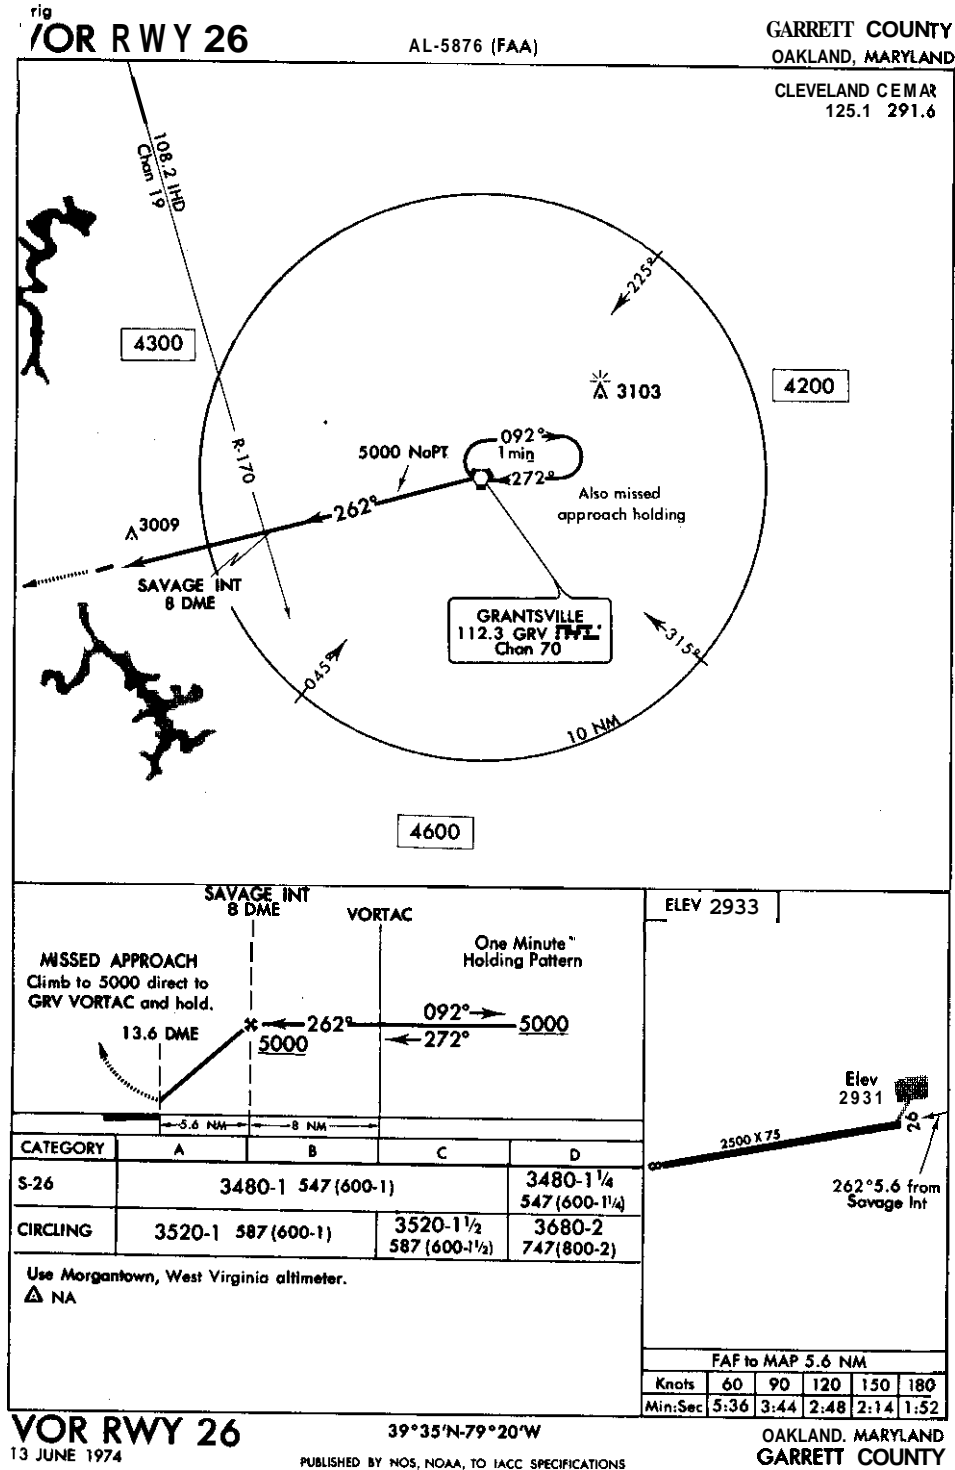 rig
VOR RWY 26
AL-5876 (FAA)
GARRETT COUNTY
OAKLAND, MARYLAND
CLEVELAND CEMAR
125.1 291.6
108.2 IHD
Chan 19
225°
4300
4200
3103
R-170
5000 NoPT
092°
1 min
272°
Also missed
approach holding
262°
3009
SAVAGE INT
8 DME
GRANTSVILLE
112.3 GRV
Chan 70
045°
315°
10 NM
4600
SAVAGE INT
8 DME
VORTAC
One Minute
Holding Pattern
MISSED APPROACH
Climb to 5000 direct to
GRV VORTAC and hold.
13.6 DME
262°
5000
092°
272°
5000
5.6 NM
8 NM
ELEV 2933
Elev
2931
26
2500 X 75
262° 5.6 from
Savage Int
CATEGORY A B C D
S-26 3480-1 547 (600-1) 3480-1¼
547 (600-1¼)
CIRCLING 3520-1 587 (600-1) 3520-1½ 3680-2
587 (600-1½) 747 (800-2)
Use Morgantown, West Virginia altimeter.
A NA
FAF to MAP 5.6 NM
Knots 60 90 120 150 180
Min:Sec 5:36 3:44 2:48 2:14 1:52
VOR RWY 26
13 JUNE 1974
39°35'N-79°20'W
PUBLISHED BY NOS, NOAA, TO IACC SPECIFICATIONS
OAKLAND. MARYLAND
GARRETT COUNTY